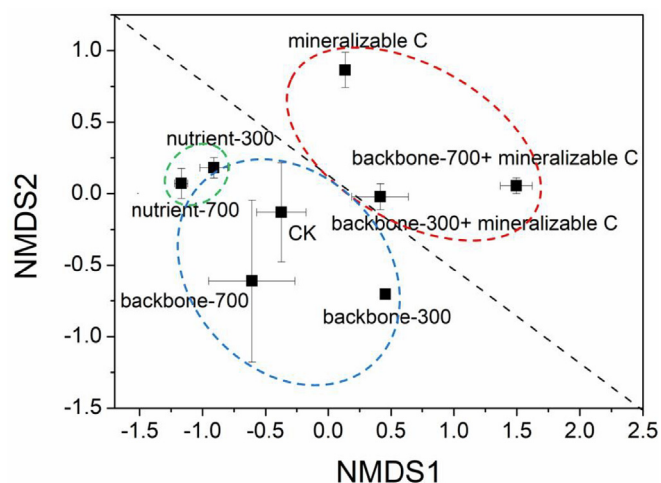 mineralizable C
1.0
0.5
nutrient-300
backbone-700+ mineralizable C
0.0
nutrient-700
backbone-300+ mineralizable C
CK
NMDS2
-0.5
backbone-700
backbone-300
-1.0
-1.5
-1.5 -1.0 -0.5 0.0 0.5 1.0 1.5 2.0 2.5
NMDS1